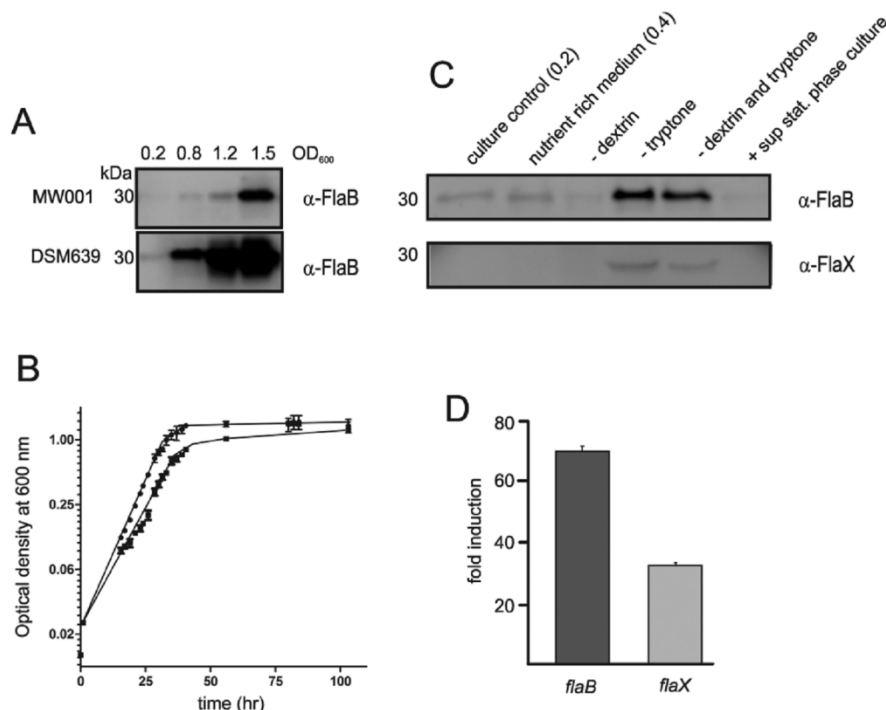 A
0.2 0.8 1.2 1.5 OD600
kDa
MW001 30 α-FlaB
DSM639 30 α-FlaB
C
culture control (0.2)
nutrient rich medium (0.4)
- dextrin
- tryptone
- dextrin and tryptone
+ sup stat. phase culture
30 α-FlaB
30 α-FlaX
B
Optical density at 600 nm
1.00
0.25
0.06
0.02
0 25 50 75 100
time (hr)
D
fold induction
80
60
40
20
flaB flaX